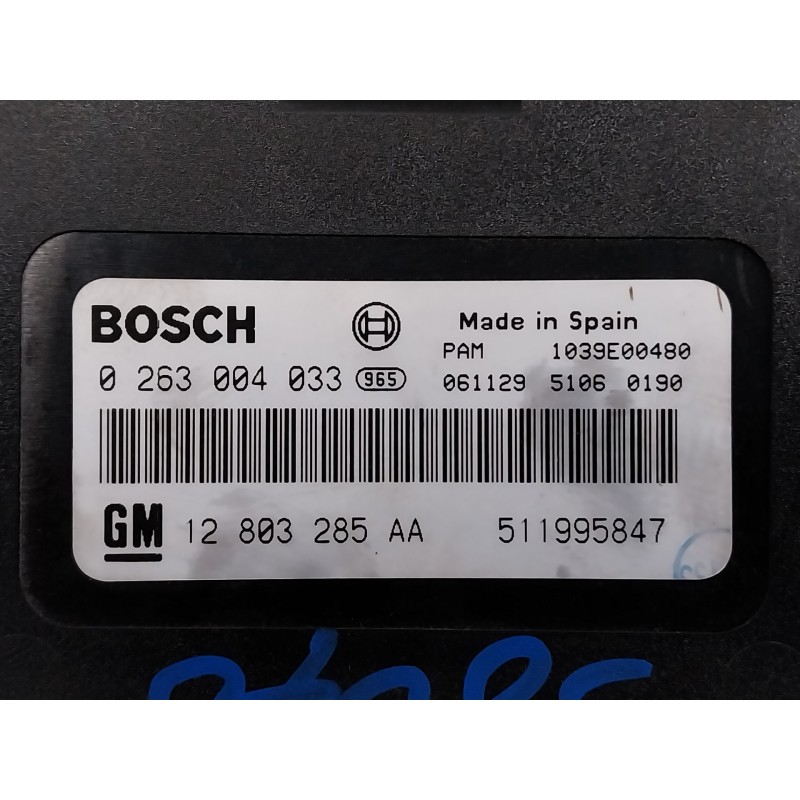 BOSCH Made in Spain
PAM 1039E00480
0 263 004 033 965 061129 5106 0190
GM 12 803 285 AA 511995847